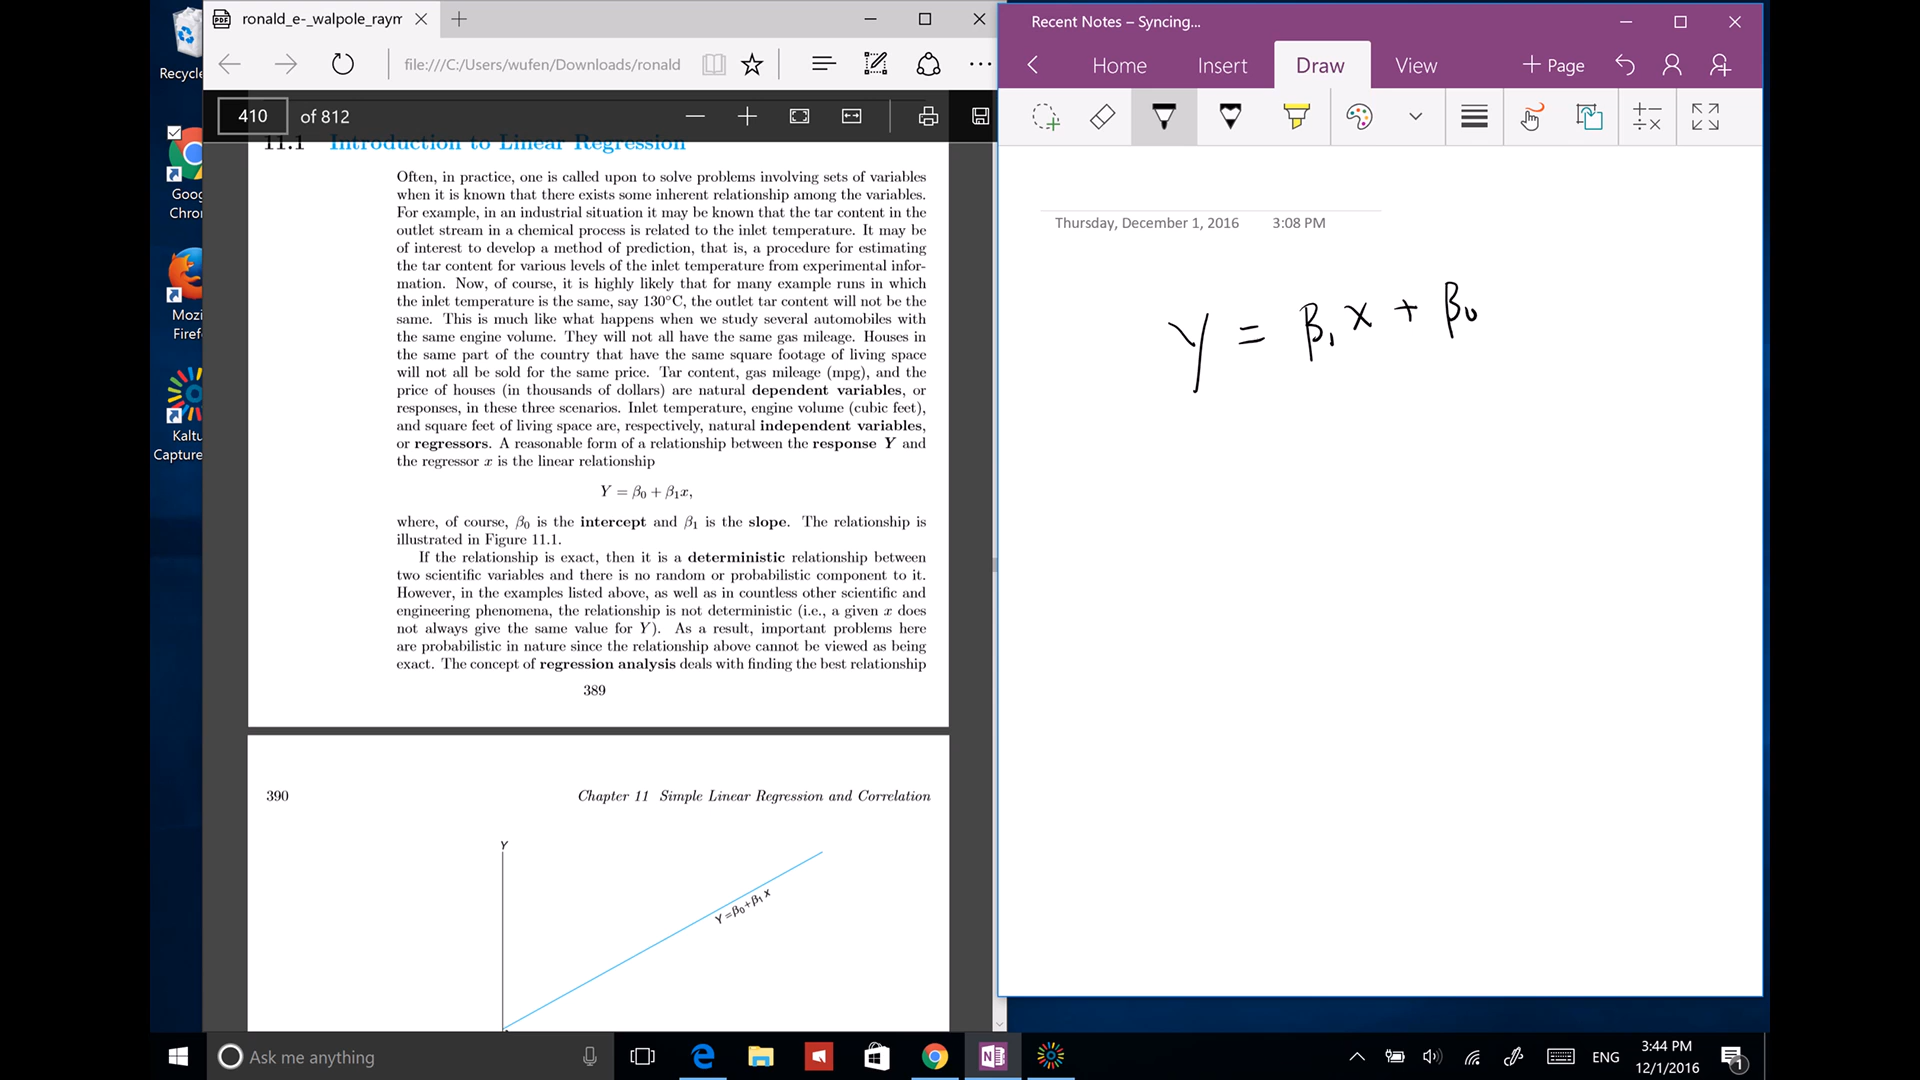 Recycle
Goog
Chron
Mozi
Firef
Kaltu
Capture
ronald_e-_walpole_raym
file:///C:/Users/wufen/Downloads/ronald
410 of 812
11.1 Introduction to Linear Regression
Often, in practice, one is called upon to solve problems involving sets of variables
when it is known that there exists some inherent relationship among the variables.
For example, in an industrial situation it may be known that the tar content in the
outlet stream in a chemical process is related to the inlet temperature. It may be
of interest to develop a method of prediction, that is, a procedure for estimating
the tar content for various levels of the inlet temperature from experimental infor-
mation. Now, of course, it is highly likely that for many example runs in which
the inlet temperature is the same, say 130°C, the outlet tar content will not be the
same. This is much like what happens when we study several automobiles with
the same engine volume. They will not all have the same gas mileage. Houses in
the same part of the country that have the same square footage of living space
will not all be sold for the same price. Tar content, gas mileage (mpg), and the
price of houses (in thousands of dollars) are natural dependent variables, or
responses, in these three scenarios. Inlet temperature, engine volume (cubic feet),
and square feet of living space are, respectively, natural independent variables,
or regressors. A reasonable form of a relationship between the response Y and
the regressor x is the linear relationship
Y = β₀ + β₁x,
where, of course, β₀ is the intercept and β₁ is the slope. The relationship is
illustrated in Figure 11.1.
If the relationship is exact, then it is a deterministic relationship between
two scientific variables and there is no random or probabilistic component to it.
However, in the examples listed above, as well as in countless other scientific and
engineering phenomena, the relationship is not deterministic (i.e., a given x does
not always give the same value for Y). As a result, important problems here
are probabilistic in nature since the relationship above cannot be viewed as being
exact. The concept of regression analysis deals with finding the best relationship
389
390 Chapter 11 Simple Linear Regression and Correlation
Y
Y=β₀+β₁x
Recent Notes – Syncing...
Home Insert Draw View + Page
Thursday, December 1, 2016 3:08 PM
Y = β₁x + β₀
Ask me anything
ENG
3:44 PM
12/1/2016
1